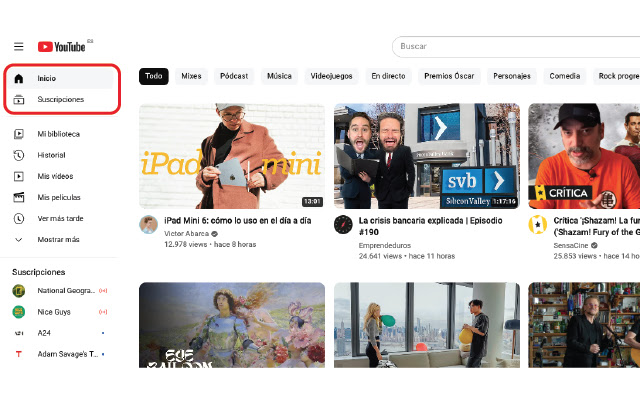 YouTube ES
Buscar
Inicio
Suscripciones
Mi biblioteca
Historial
Mis vídeos
Mis películas
Ver más tarde
Mostrar más
Suscripciones
National Geogra...
Nice Guys
A24
Adam Savage's T...
Todo
Mixes
Pódcast
Música
Videojuegos
En directo
Premios Óscar
Personajes
Comedia
Rock progre
iPad mini
13:01
iPad Mini 6: cómo lo uso en el día a día
Victor Abarca
12.978 views • hace 8 horas
svb
Silicon Valley
1:17:16
La crisis bancaria explicada | Episodio
#190
Emprendeduros
24.641 views • hace 11 horas
CRÍTICA
Crítica '¡Shazam! La fu
('Shazam! Fury of the G
SensaCine
25.853 views • hace 14 ho